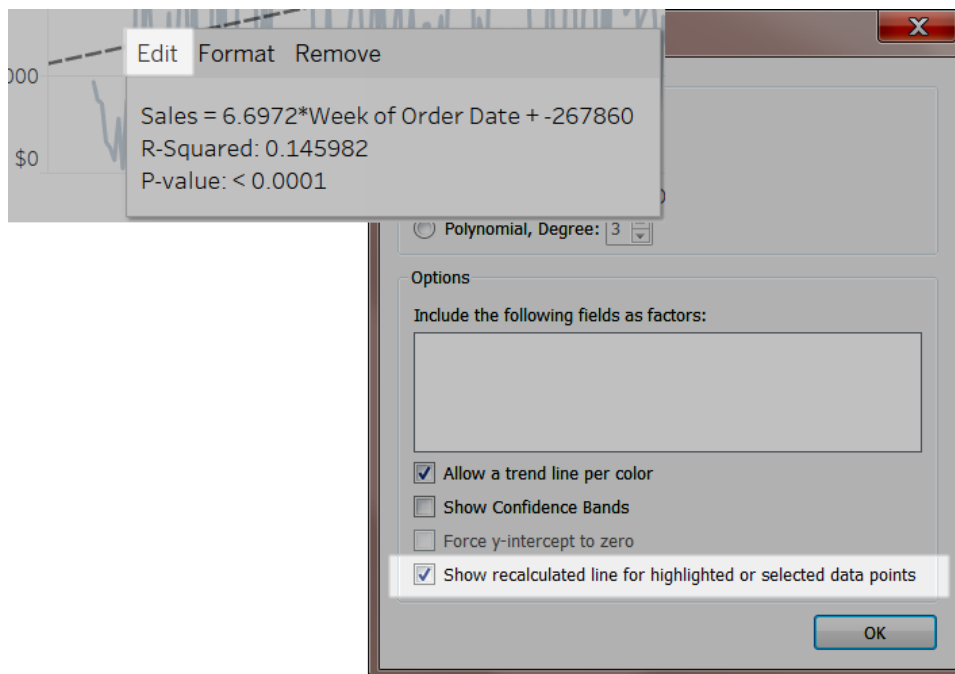 Edit Format Remove
000
Sales = 6.6972*Week of Order Date + -267860
R-Squared: 0.145982
$0
P-value: < 0.0001
Polynomial, Degree: 3
Options
Include the following fields as factors:
Allow a trend line per color
Show Confidence Bands
Force y-intercept to zero
Show recalculated line for highlighted or selected data points
OK